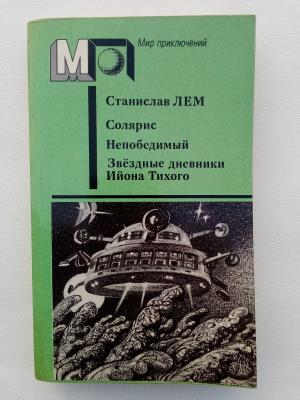 МП
Мир приключений
Станислав ЛЕМ
Солярис
Непобедимый
Звёздные дневники
Ийона Тихого